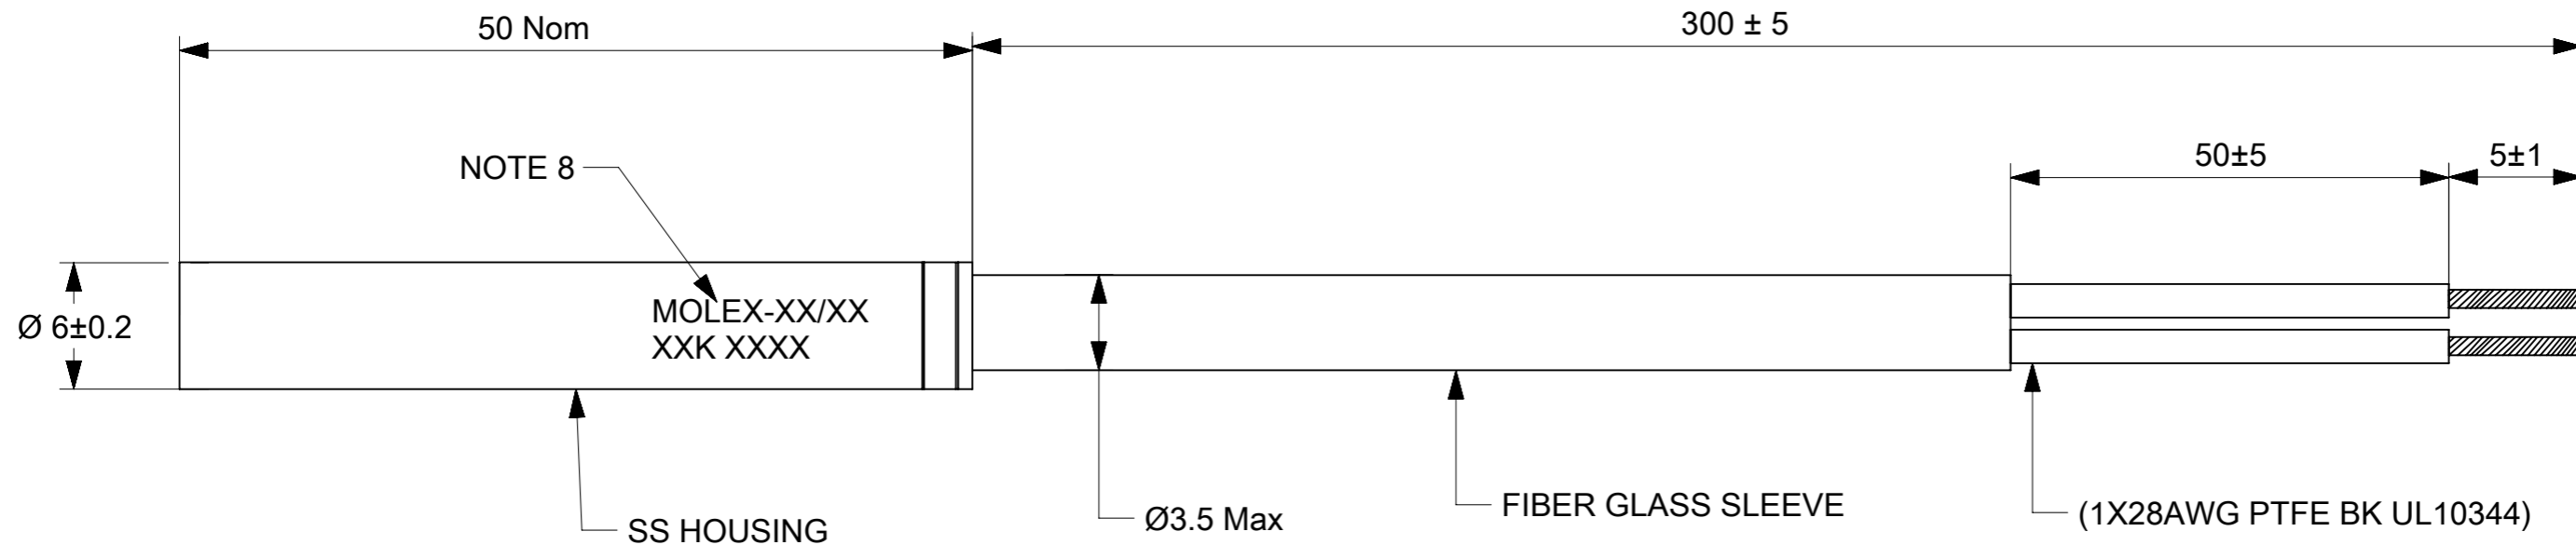 50 Nom
300 ± 5
NOTE 8
50±5
5±1
MOLEX-XX/XX
XXK XXXX
Ø 6±0.2
SS HOUSING
Ø3.5 Max
FIBER GLASS SLEEVE
(1X28AWG PTFE BK UL10344)